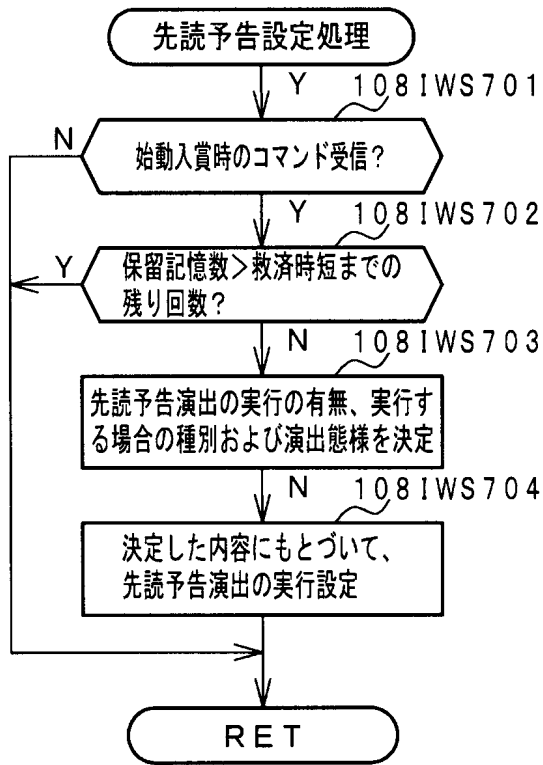 先読予告設定処理
Y
108IWS701
N
始動入賞時のコマンド受信?
Y
108IWS702
Y
保留記憶数>救済時短までの
残り回数?
N
108IWS703
先読予告演出の実行の有無、実行す
る場合の種別および演出態様を決定
N
108IWS704
決定した内容にもとづいて、
先読予告演出の実行設定
RET